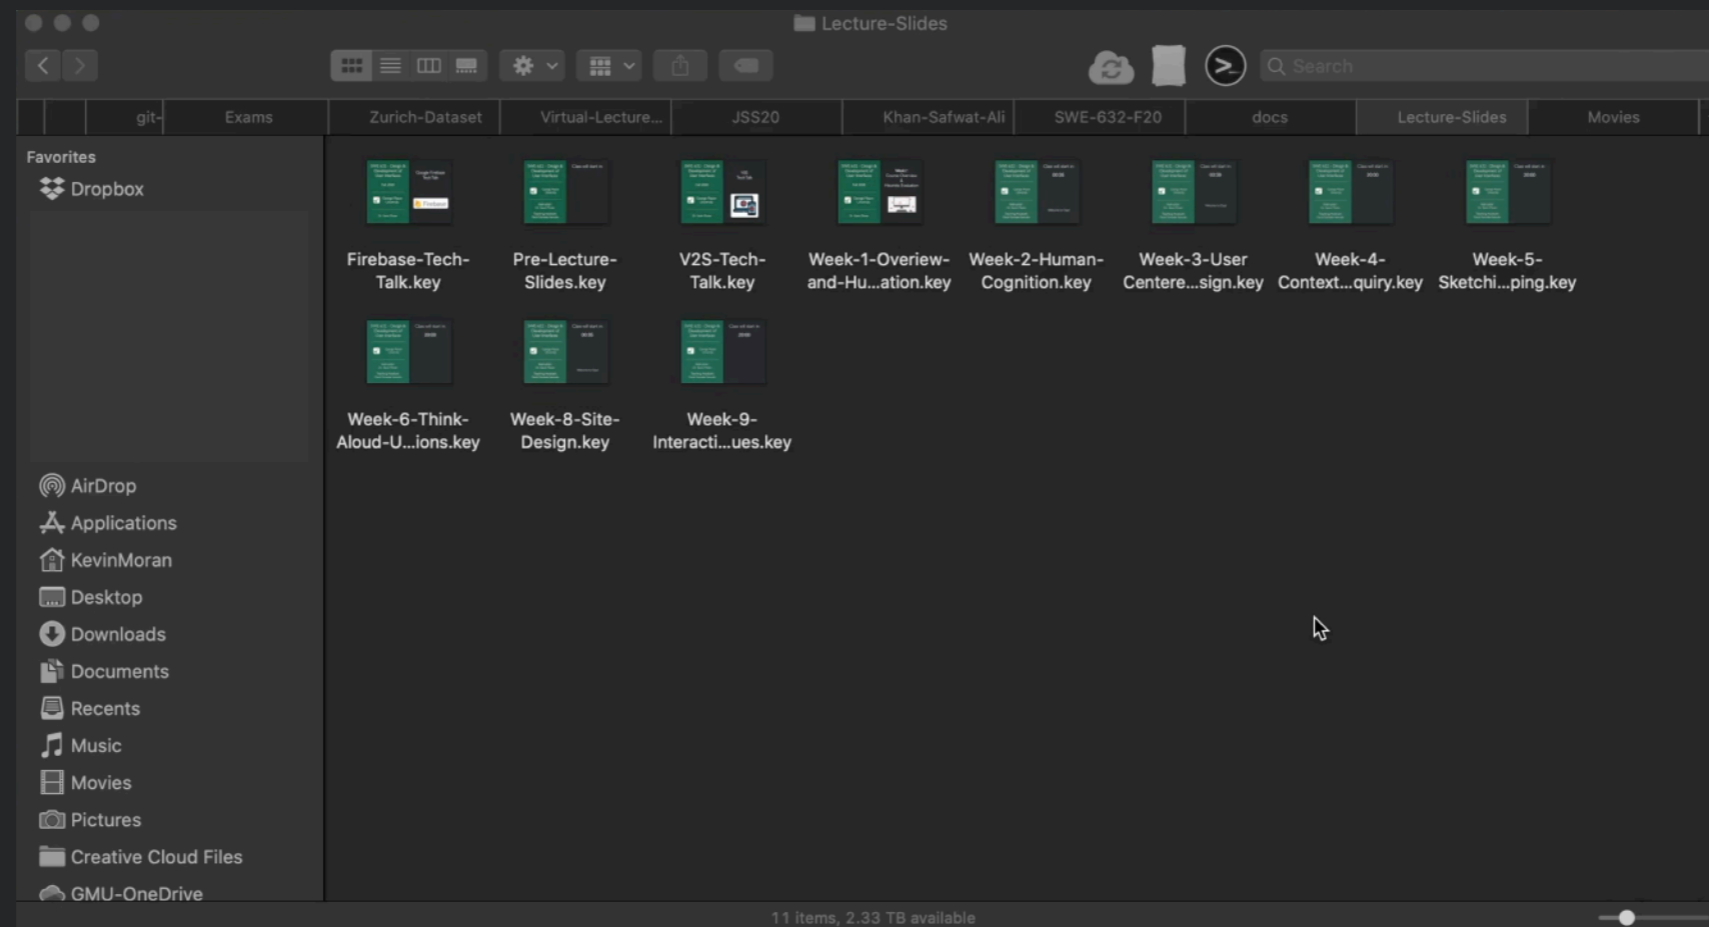 Lecture-Slides
Search
git-
Exams
Zurich-Dataset
Virtual-Lecture...
JSS20
Khan-Safwat-Ali
SWE-632-F20
docs
Lecture-Slides
Movies
Favorites
Dropbox
AirDrop
Applications
KevinMoran
Desktop
Downloads
Documents
Recents
Music
Movies
Pictures
Creative Cloud Files
GMU-OneDrive
Firebase-Tech-
Talk.key
Pre-Lecture-
Slides.key
V2S-Tech-
Talk.key
Week-1-Overiew-
and-Hu...ation.key
Week-2-Human-
Cognition.key
Week-3-User
Centere...sign.key
Week-4-
Context...quiry.key
Week-5-
Sketchi...ping.key
Week-6-Think-
Aloud-U...ions.key
Week-8-Site-
Design.key
Week-9-
Interacti...ues.key
11 items, 2.33 TB available